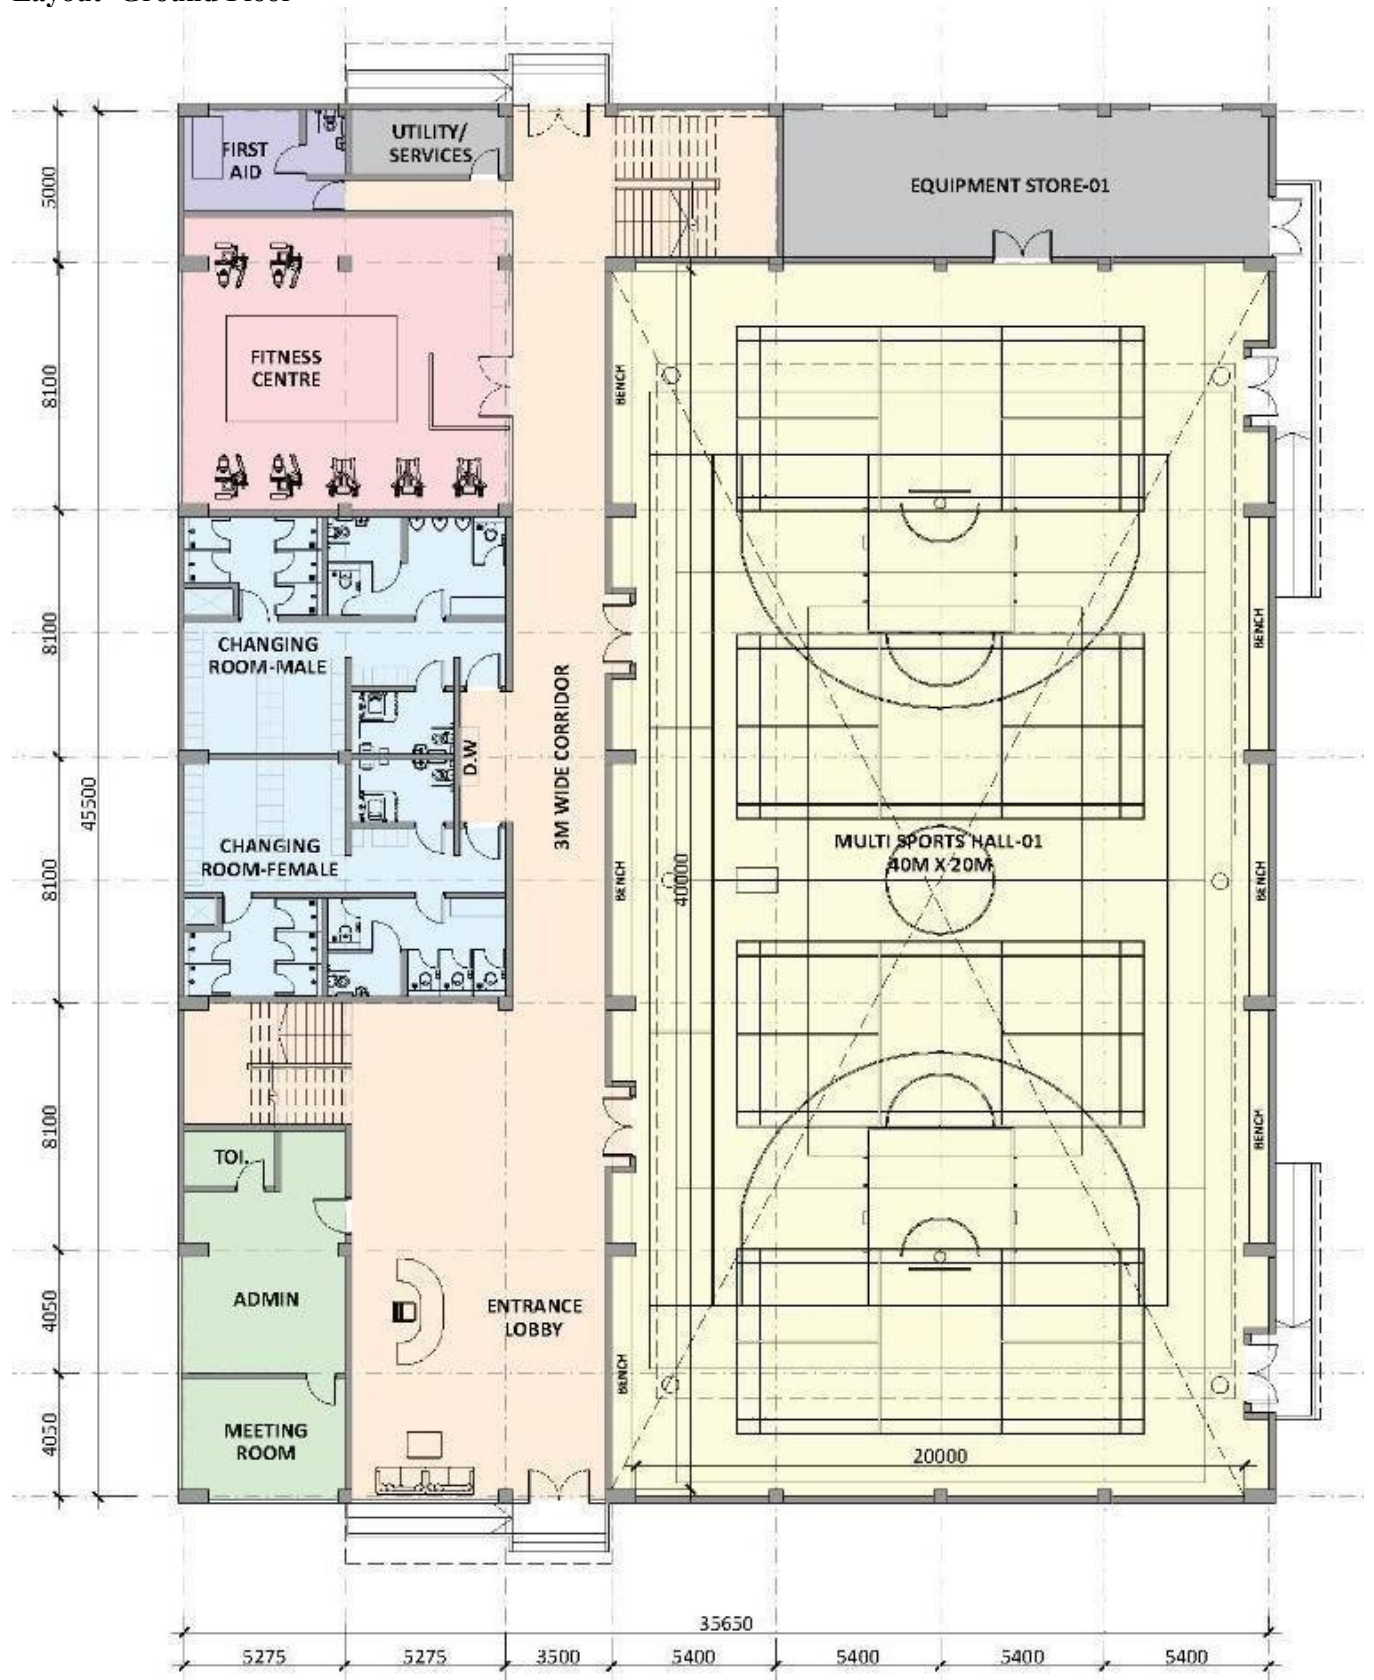 Layout Ground Floor
FIRST
AID
UTILITY/
SERVICES
EQUIPMENT STORE-01
5000
FITNESS
CENTRE
BENCH
8100
CHANGING
ROOM-MALE
8100
BENCH
3M WIDE CORRIDOR
D.W
45500
CHANGING
ROOM-FEMALE
MULTI SPORTS HALL-01
40M X 20M
40000
8100
BENCH
BENCH
8100
BENCH
TOI.
ADMIN
ENTRANCE
LOBBY
4050
BENCH
MEETING
ROOM
4050
20000
35650
5275
5275
3500
5400
5400
5400
5400